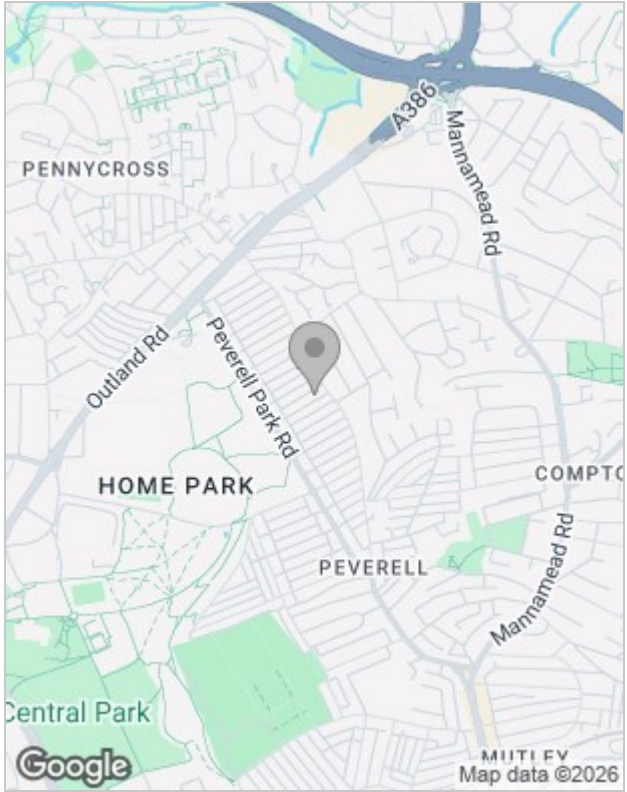 A386
Mannamead Rd
PENNYCROSS
Outland Rd
Peverell Park Rd
HOME PARK
COMPTO
PEVERELL
Mannamead Rd
Central Park
MUTLEY
Google
Map data ©2026